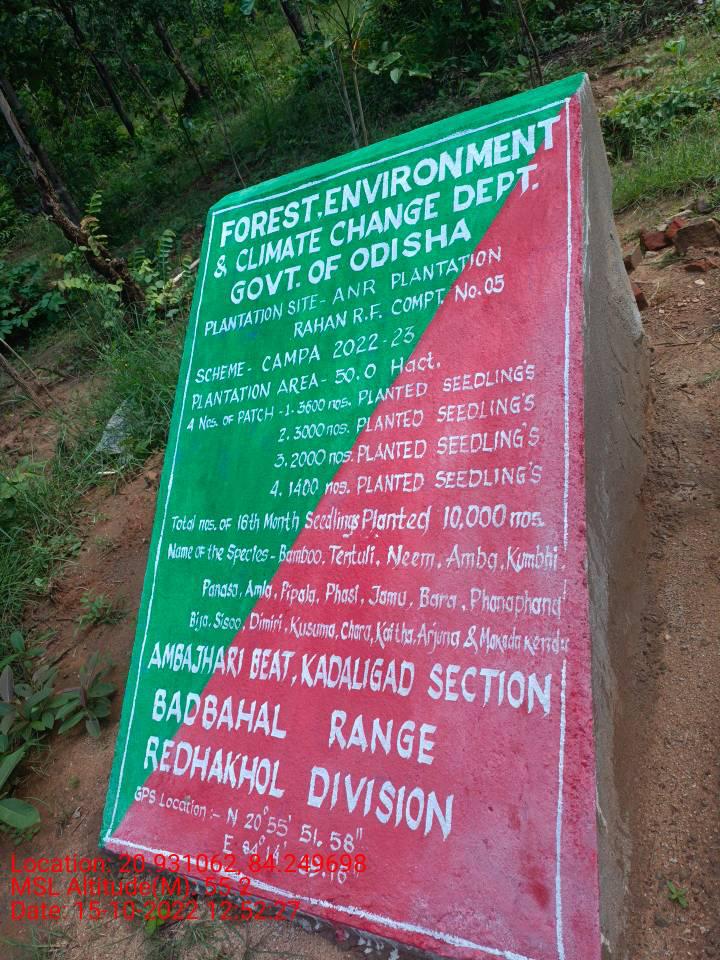 FOREST, ENVIRONMENT
& CLIMATE CHANGE DEPT.
GOVT. OF ODISHA
PLANTATION SITE - ANR PLANTATION
RAHAN R.F. COMPT. No. 05
SCHEME - CAMPA 2022-23
PLANTATION AREA - 50.0 Hact.
4 Nos. OF PATCH - 1. 3600 nos. PLANTED SEEDLING'S
2. 3000 nos. PLANTED SEEDLING'S
3. 2000 nos. PLANTED SEEDLING'S
4. 1400 nos. PLANTED SEEDLING'S
Total nos. of 18th Month Seedlings Planted 10,000 nos.
Name of the Species - Bamboo, Tentuli, Neem, Amba, Kumbhi
Panasa, Amla, Pipala, Phasi, Jamu, Bara, Phanaphana
Bija, Sisoo, Dimiri, Kusuma, Chara, Kaitha, Arjuna & Makada Kendu
AMBAJHARI BEAT, KADALIGAD SECTION
BADBAHAL RANGE
REDHAKHOL DIVISION
GPS Location :- N 20°55' 51.58"
E 84°14'
Location: 20.931062, 84.249698
MSL Altitude(M): 55.2
Date: 15-10-2022 12:52:27